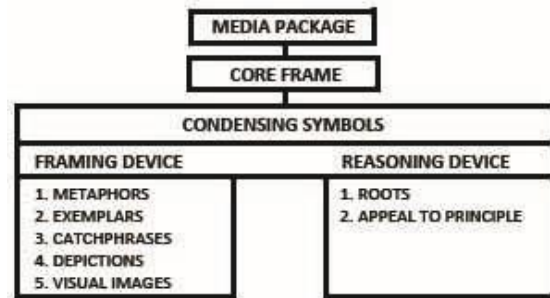 MEDIA PACKAGE
CORE FRAME
CONDENSING SYMBOLS
FRAMING DEVICE
REASONING DEVICE
1. METAPHORS
2. EXEMPLARS
3. CATCHPHRASES
4. DEPICTIONS
5. VISUAL IMAGES
1. ROOTS
2. APPEAL TO PRINCIPLE